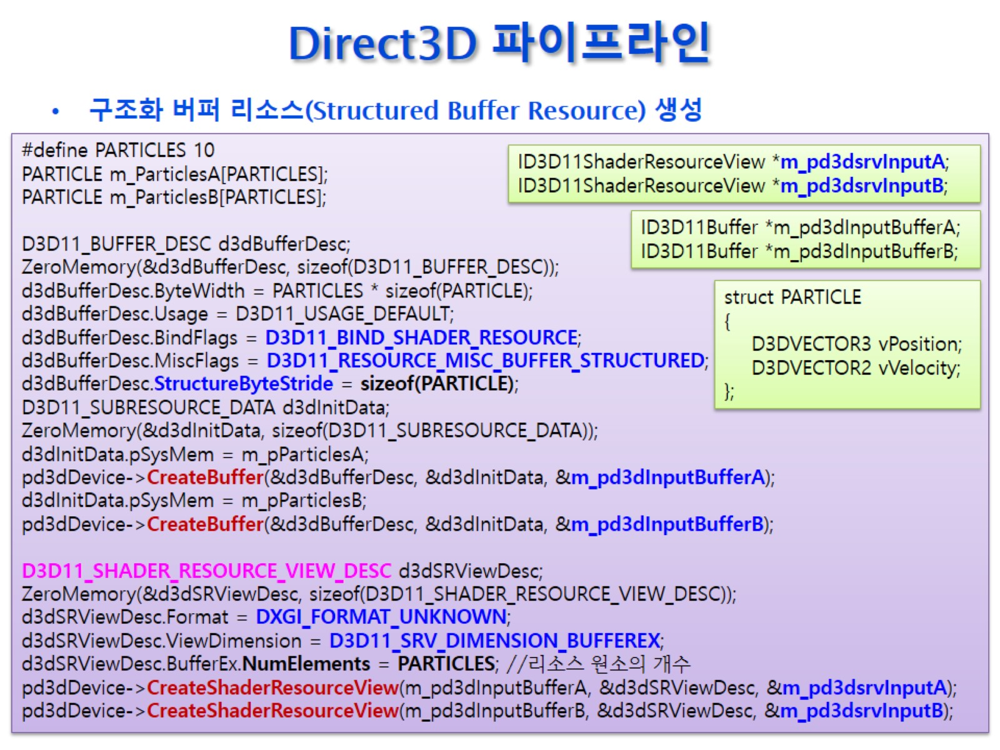 Direct3D 파이프라인
• 구조화 버퍼 리소스(Structured Buffer Resource) 생성
#define PARTICLES 10
PARTICLE m_ParticlesA[PARTICLES];
PARTICLE m_ParticlesB[PARTICLES];
ID3D11ShaderResourceView *m_pd3dsrvInputA;
ID3D11ShaderResourceView *m_pd3dsrvInputB;
ID3D11Buffer *m_pd3dInputBufferA;
ID3D11Buffer *m_pd3dInputBufferB;
struct PARTICLE
{
D3DVECTOR3 vPosition;
D3DVECTOR2 vVelocity;
};
D3D11_BUFFER_DESC d3dBufferDesc;
ZeroMemory(&d3dBufferDesc, sizeof(D3D11_BUFFER_DESC));
d3dBufferDesc.ByteWidth = PARTICLES * sizeof(PARTICLE);
d3dBufferDesc.Usage = D3D11_USAGE_DEFAULT;
d3dBufferDesc.BindFlags = D3D11_BIND_SHADER_RESOURCE;
d3dBufferDesc.MiscFlags = D3D11_RESOURCE_MISC_BUFFER_STRUCTURED;
d3dBufferDesc.StructureByteStride = sizeof(PARTICLE);
D3D11_SUBRESOURCE_DATA d3dInitData;
ZeroMemory(&d3dInitData, sizeof(D3D11_SUBRESOURCE_DATA));
d3dInitData.pSysMem = m_pParticlesA;
pd3dDevice->CreateBuffer(&d3dBufferDesc, &d3dInitData, &m_pd3dInputBufferA);
d3dInitData.pSysMem = m_pParticlesB;
pd3dDevice->CreateBuffer(&d3dBufferDesc, &d3dInitData, &m_pd3dInputBufferB);
D3D11_SHADER_RESOURCE_VIEW_DESC d3dSRViewDesc;
ZeroMemory(&d3dSRViewDesc, sizeof(D3D11_SHADER_RESOURCE_VIEW_DESC));
d3dSRViewDesc.Format = DXGI_FORMAT_UNKNOWN;
d3dSRViewDesc.ViewDimension = D3D11_SRV_DIMENSION_BUFFEREX;
d3dSRViewDesc.BufferEx.NumElements = PARTICLES; //리소스 원소의 개수
pd3dDevice->CreateShaderResourceView(m_pd3dInputBufferA, &d3dSRViewDesc, &m_pd3dsrvInputA);
pd3dDevice->CreateShaderResourceView(m_pd3dInputBufferB, &d3dSRViewDesc, &m_pd3dsrvInputB);